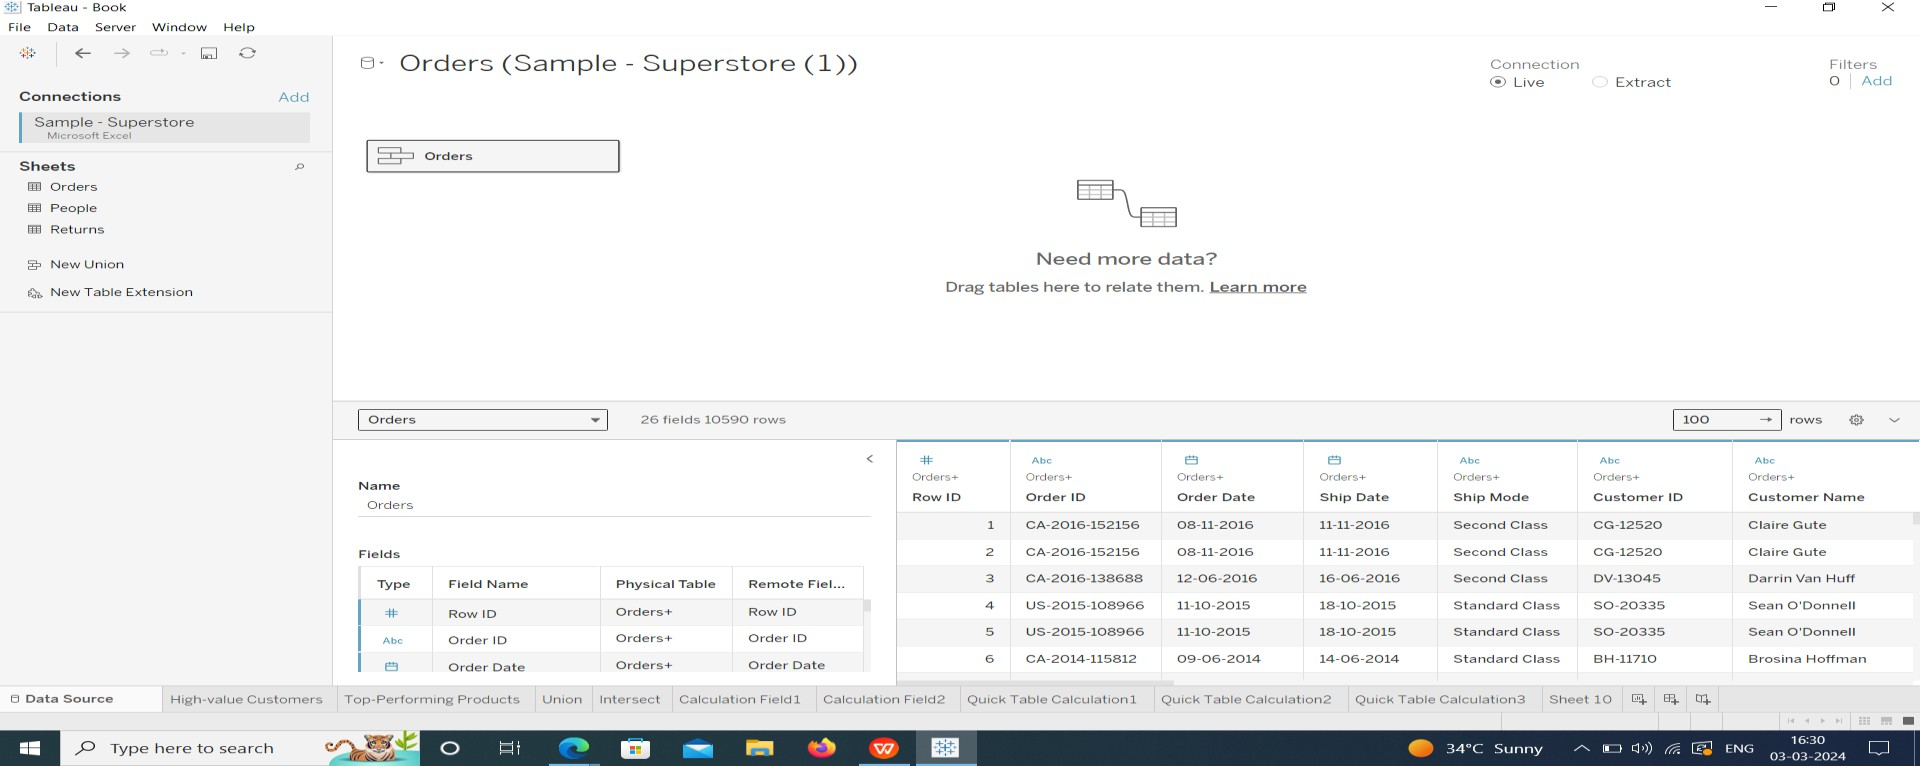 Tableau - Book
File Data Server Window Help
Connections Add
Sample - Superstore
Microsoft Excel
Sheets
Orders
People
Returns
New Union
New Table Extension
Orders (Sample - Superstore (1))
Connection
Live Extract
Filters
0 Add
Orders
Need more data?
Drag tables here to relate them. Learn more
Orders 26 fields 10590 rows 100 rows
Name
Orders
Fields
Type Field Name Physical Table Remote Fiel...
Row ID Orders+ Row ID
Abc Order ID Orders+ Order ID
Order Date Orders+ Order Date
Abc Abc Abc Abc
Orders+ Orders+ Orders+ Orders+ Orders+ Orders+ Orders+
Row ID Order ID Order Date Ship Date Ship Mode Customer ID Customer Name
1 CA-2016-152156 08-11-2016 11-11-2016 Second Class CG-12520 Claire Gute
2 CA-2016-152156 08-11-2016 11-11-2016 Second Class CG-12520 Claire Gute
3 CA-2016-138688 12-06-2016 16-06-2016 Second Class DV-13045 Darrin Van Huff
4 US-2015-108966 11-10-2015 18-10-2015 Standard Class SO-20335 Sean O'Donnell
5 US-2015-108966 11-10-2015 18-10-2015 Standard Class SO-20335 Sean O'Donnell
6 CA-2014-115812 09-06-2014 14-06-2014 Standard Class BH-11710 Brosina Hoffman
Data Source High-value Customers Top-Performing Products Union Intersect Calculation Field1 Calculation Field2 Quick Table Calculation1 Quick Table Calculation2 Quick Table Calculation3 Sheet 10
Type here to search 34°C Sunny ENG 16:30
03-03-2024